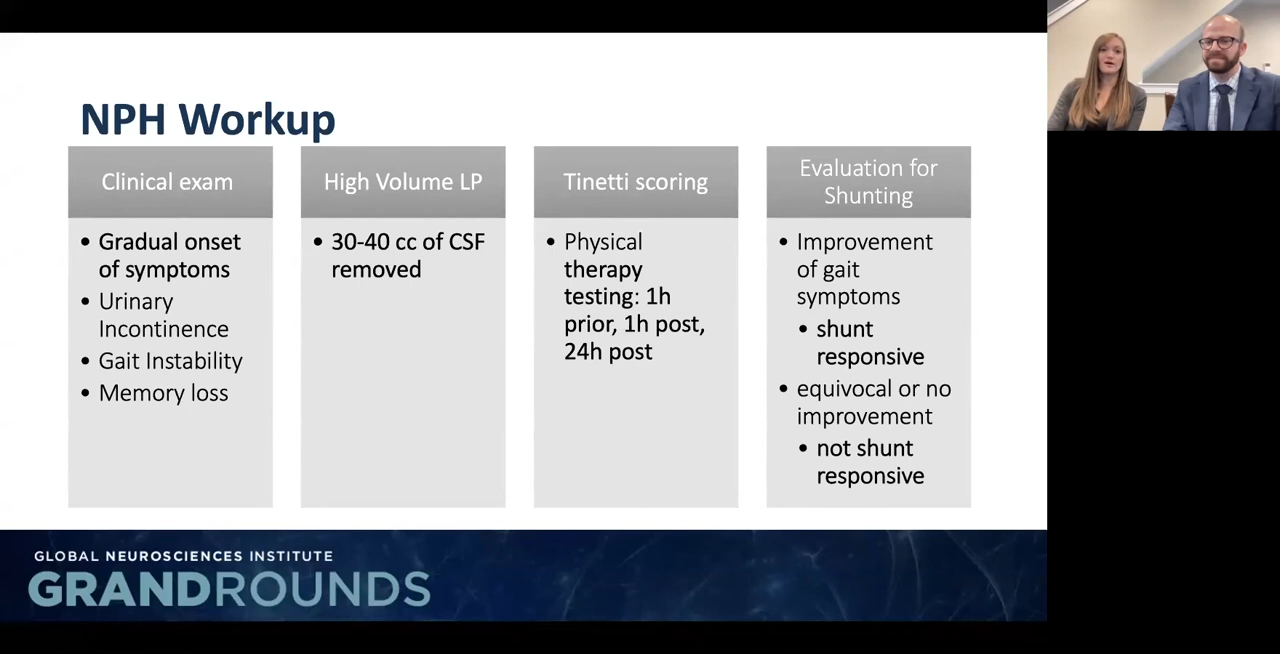 NPH Workup
Clinical exam
• Gradual onset
of symptoms
• Urinary
Incontinence
• Gait Instability
• Memory loss
High Volume LP
• 30-40 cc of CSF
removed
Tinetti scoring
• Physical
therapy
testing: 1h
prior, 1h post,
24h post
Evaluation for
Shunting
• Improvement
of gait
symptoms
• shunt
responsive
• equivocal or no
improvement
• not shunt
responsive
GLOBAL NEUROSCIENCES INSTITUTE
GRANDROUNDS